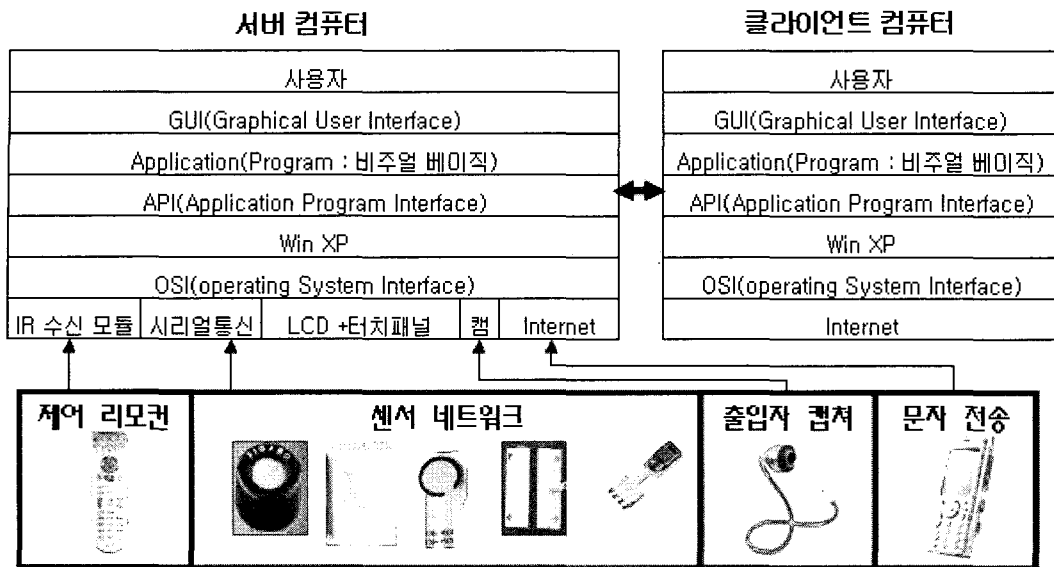 서버 컴퓨터
사용자
GUI(Graphical User Interface)
Application(Program : 비주얼 베이직)
API(Application Program Interface)
Win XP
OSI(operating System Interface)
IR 수신 모듈 시리얼통신 LCD +터치패널 캠 Internet
클라이언트 컴퓨터
사용자
GUI(Graphical User Interface)
Application(Program : 비주얼 베이직)
API(Application Program Interface)
Win XP
OSI(operating System Interface)
Internet
제어 리모컨 센서 네트워크 출입자 캡쳐 문자 전송